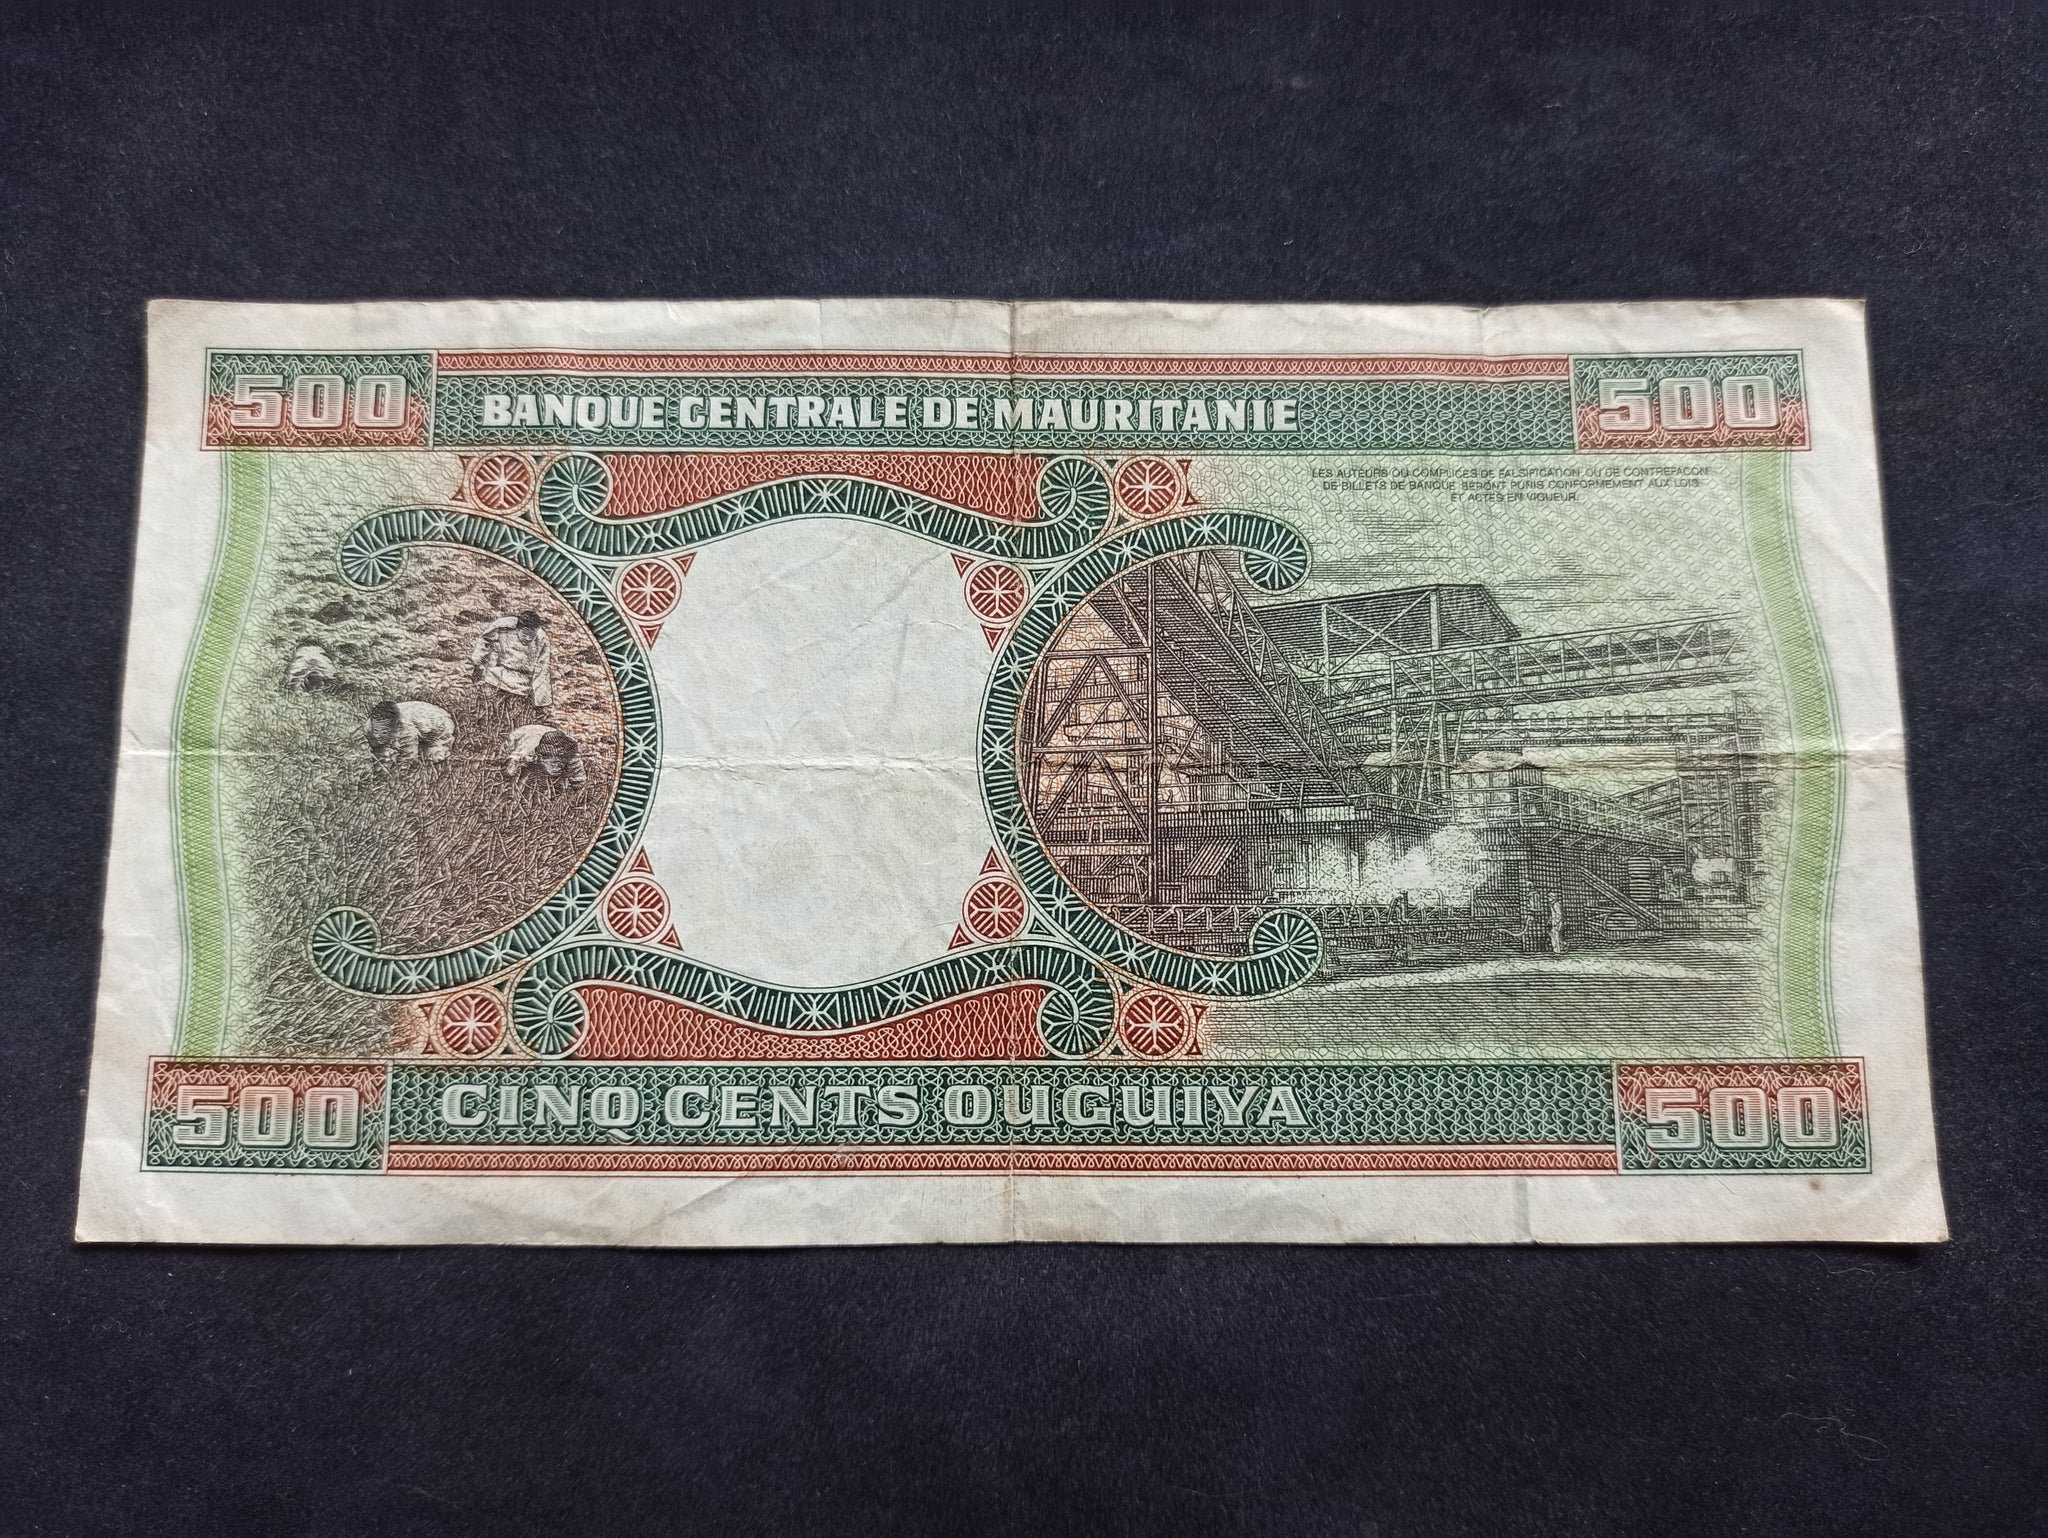 500
BANQUE CENTRALE DE MAURITANIE
500
LES AUTEURS OU COMPLICES DE FALSIFICATION OU DE CONTREFACON
DE BILLETS DE BANQUE SERONT PUNIS CONFORMEMENT AUX LOIS
ET ACTES EN VIGUEUR.
500
CINQ CENTS OUGUIYA
500